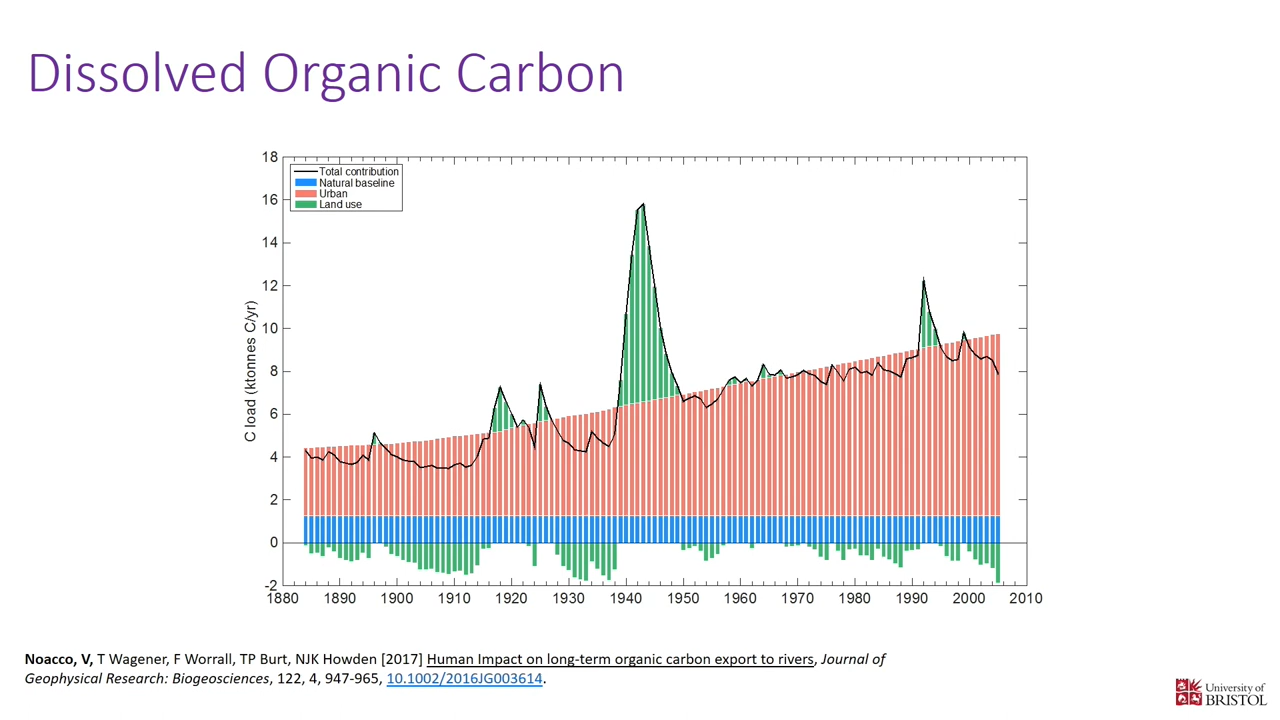 Dissolved Organic Carbon
18
16
14
12
10
8
6
4
2
0
-2
C load (ktonnes C/yr)
Total contribution
Natural baseline
Urban
Land use
1880 1890 1900 1910 1920 1930 1940 1950 1960 1970 1980 1990 2000 2010
Noacco, V, T Wagener, F Worrall, TP Burt, NJK Howden [2017] Human Impact on long-term organic carbon export to rivers, Journal of
Geophysical Research: Biogeosciences, 122, 4, 947-965, 10.1002/2016JG003614.
University of
BRISTOL